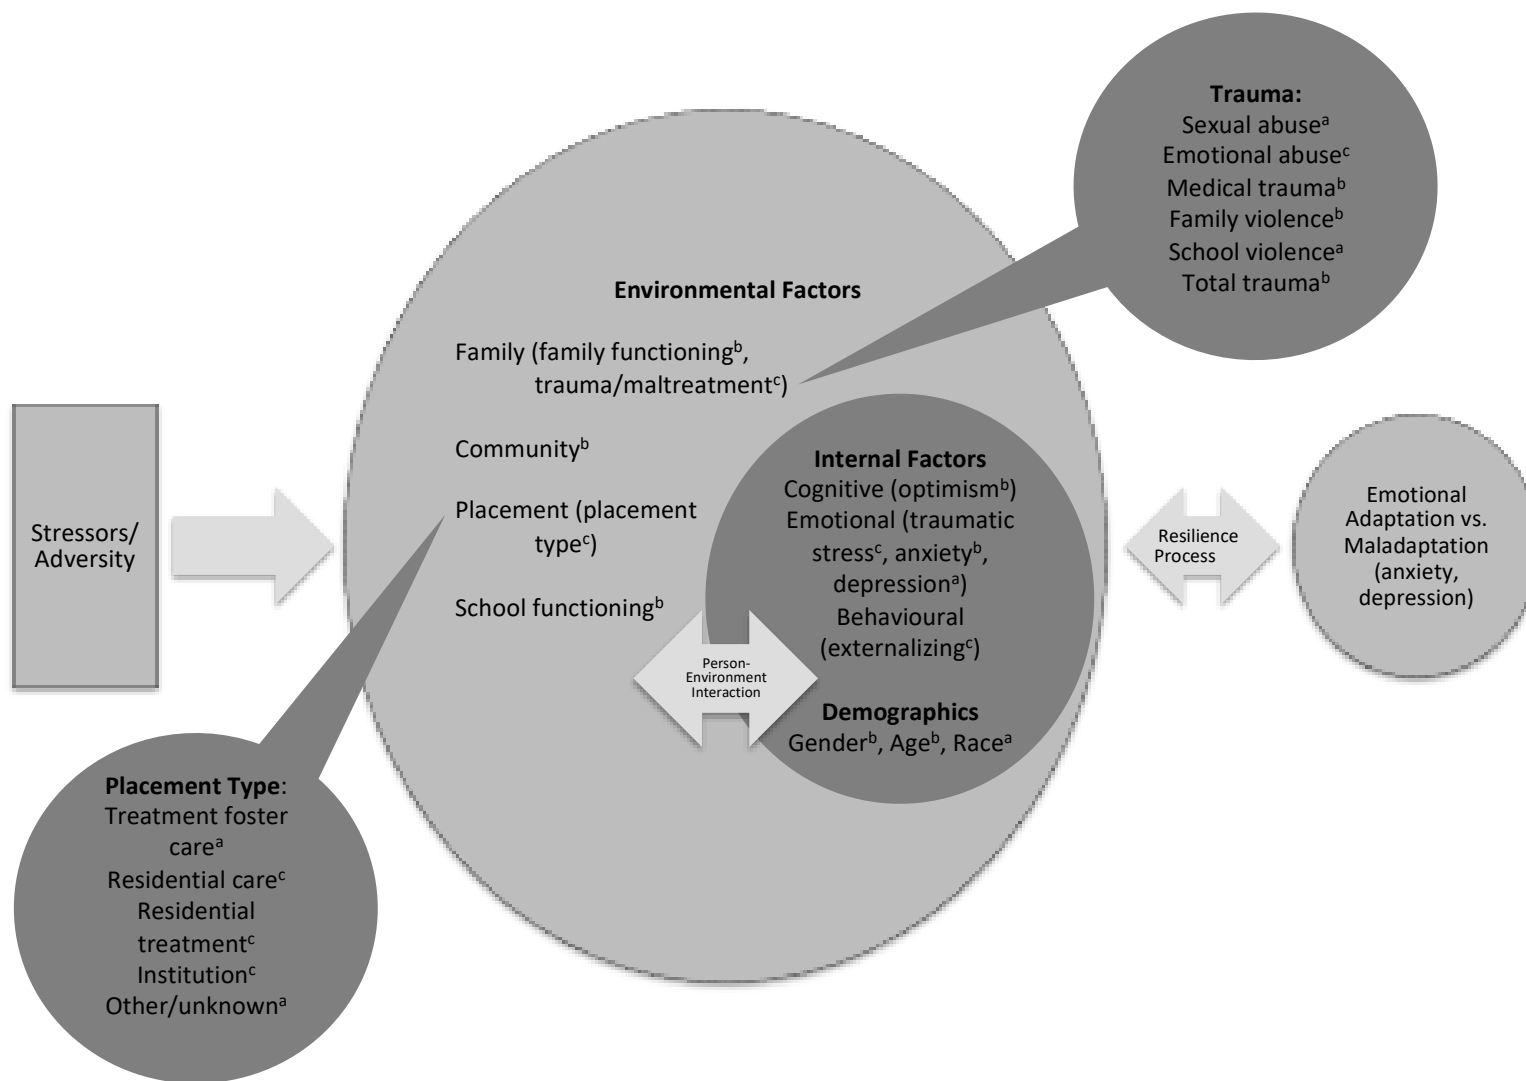 Stressors/
Adversity
Environmental Factors
Family (family functioningᵇ,
trauma/maltreatmentᶜ)
Communityᵇ
Placement (placement
typeᶜ)
School functioningᵇ
Trauma:
Sexual abuseᵃ
Emotional abuseᶜ
Medical traumaᵇ
Family violenceᵇ
School violenceᵃ
Total traumaᵇ
Placement Type:
Treatment foster
careᵃ
Residential careᶜ
Residential
treatmentᶜ
Institutionᶜ
Other/unknownᵃ
Person-
Environment
Interaction
Internal Factors
Cognitive (optimismᵇ)
Emotional (traumatic
stressᶜ, anxietyᵇ,
depressionᵃ)
Behavioural
(externalizingᶜ)
Demographics
Genderᵇ, Ageᵇ, Raceᵃ
Resilience
Process
Emotional
Adaptation vs.
Maladaptation
(anxiety,
depression)